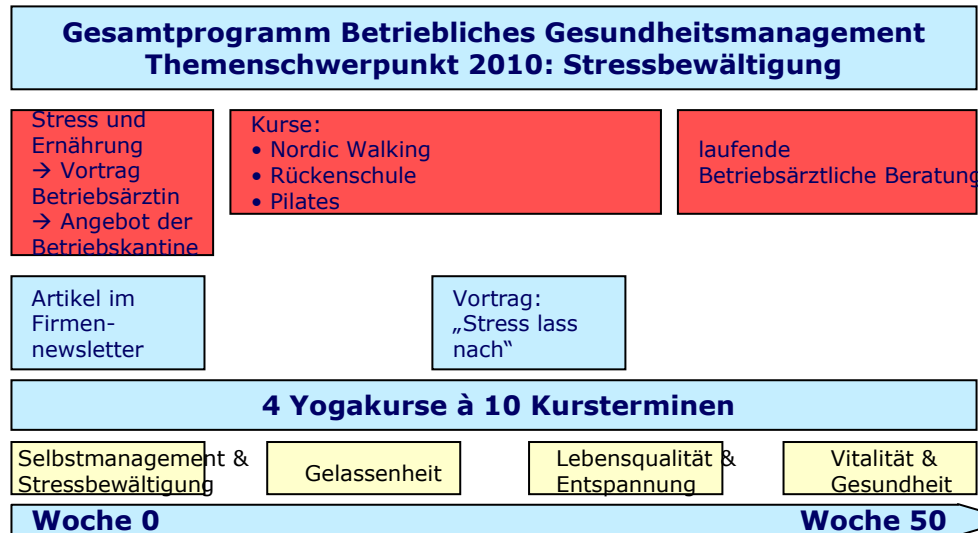 Gesamtprogramm Betriebliches Gesundheitsmanagement
Themenschwerpunkt 2010: Stressbewältigung
Stress und
Ernährung
→ Vortrag
Betriebsärztin
→ Angebot der
Betriebskantine
Kurse:
• Nordic Walking
• Rückenschule
• Pilates
laufende
Betriebsärztliche Beratung
Artikel im
Firmen-
newsletter
Vortrag:
„Stress lass
nach“
4 Yogakurse à 10 Kursterminen
Selbstmanagement &
Stressbewältigung
Gelassenheit
Lebensqualität &
Entspannung
Vitalität &
Gesundheit
Woche 0
Woche 50